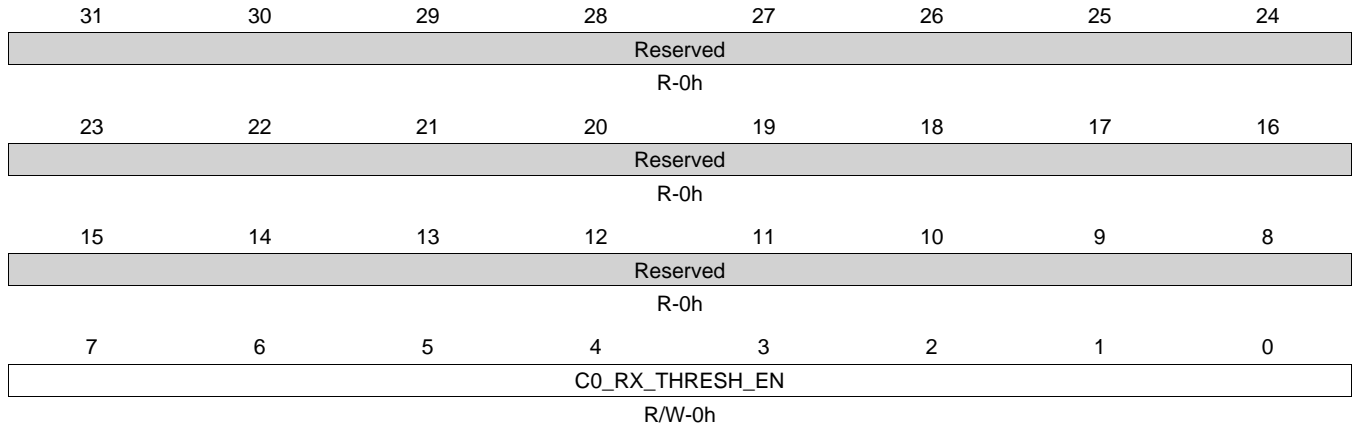 31 30 29 28 27 26 25 24
Reserved
R-0h
23 22 21 20 19 18 17 16
Reserved
R-0h
15 14 13 12 11 10 9 8
Reserved
R-0h
7 6 5 4 3 2 1 0
C0_RX_THRESH_EN
R/W-0h